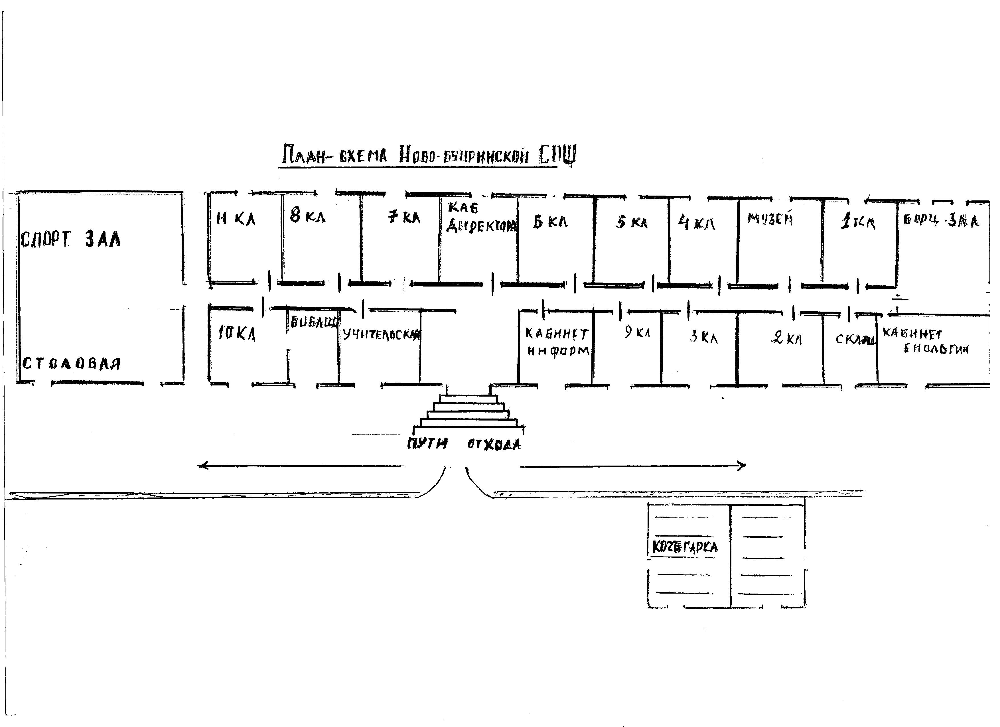 План-схема Ново-бущринской СОШ
КАБ
11 КЛ
8 КЛ
7 КЛ
ДИРЕКТОРА
6 КЛ
5 КЛ
4 КЛ
МУЗЕЙ
1 КЛ
БОРЦ. ЗАЛ
СПОРТ. ЗАЛ
БИБЛИО
10 КЛ
УЧИТЕЛЬСКАЯ
КАБИНЕТ
ИНФОРМ
9 КЛ
3 КЛ
2 КЛ
СКЛАД
КАБИНЕТ
БИОЛОГИИ
СТОЛОВАЯ
ПУТИ ОТХОДА
КОЧЕГАРКА